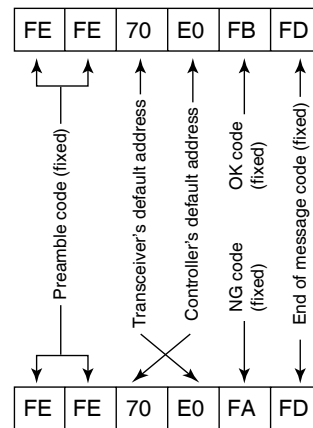 FE FE 70 E0 FB FD
Preamble code (fixed)
Transceiver's default address
Controller's default address
OK code
(fixed)
NG code
(fixed)
End of message code (fixed)
FE FE 70 E0 FA FD